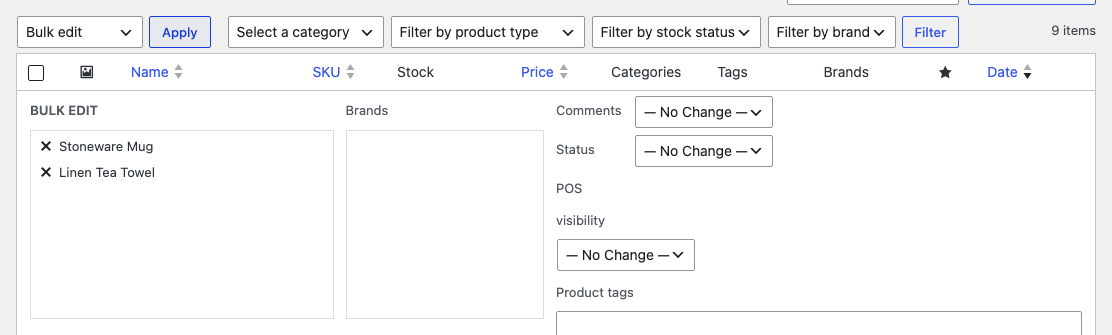 Bulk edit Apply Select a category Filter by product type Filter by stock status Filter by brand Filter 9 items
Name SKU Stock Price Categories Tags Brands Date
BULK EDIT Brands Comments — No Change —
Stoneware Mug Status — No Change —
Linen Tea Towel
POS
visibility
— No Change —
Product tags